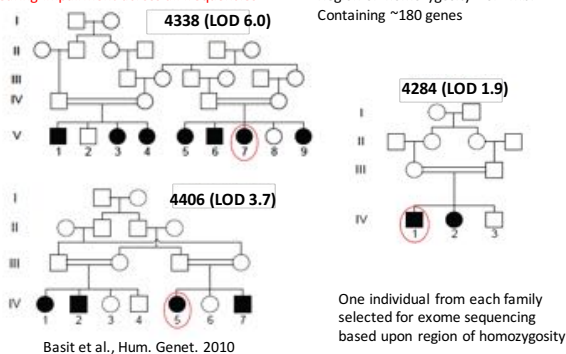 4338 (LOD 6.0)
Containing ~180 genes
I
II
III
IV
V
1 2 3 4 5 6 7 8 9
4284 (LOD 1.9)
I
II
III
IV
1 2 3
4406 (LOD 3.7)
I
II
III
IV
1 2 3 4 5 6 7
Basit et al., Hum. Genet. 2010
One individual from each family
selected for exome sequencing
based upon region of homozygosity